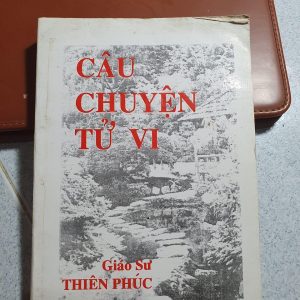 CÂU
CHUYỆN
TỬ VI
Giáo Sư
THIÊN PHÚC